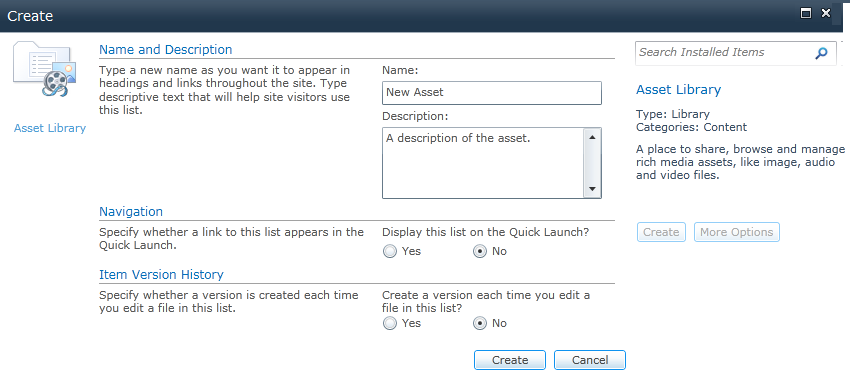 Create
Asset Library
Name and Description
Type a new name as you want it to appear in
headings and links throughout the site. Type
descriptive text that will help site visitors use
this list.
Name:
New Asset
Description:
A description of the asset.
Navigation
Specify whether a link to this list appears in the
Quick Launch.
Display this list on the Quick Launch?
Yes No
Item Version History
Specify whether a version is created each time
you edit a file in this list.
Create a version each time you edit a
file in this list?
Yes No
Create Cancel
Search Installed Items
Asset Library
Type: Library
Categories: Content
A place to share, browse and manage
rich media assets, like image, audio
and video files.
Create More Options